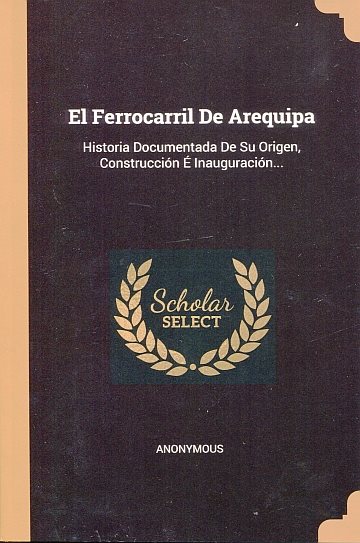 El Ferrocarril De Arequipa
Historia Documentada De Su Origen,
Construcción É Inauguración...
Scholar
SELECT
ANONYMOUS